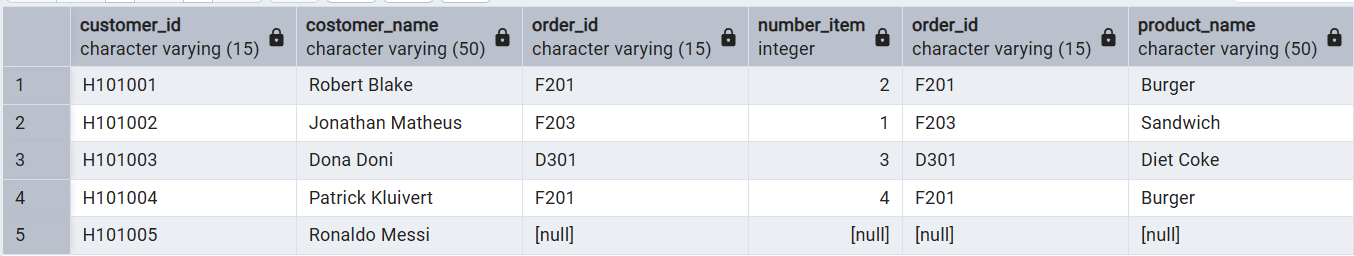 customer_id costomer_name order_id number_item order_id product_name
character varying (15) character varying (50) character varying (15) integer character varying (15) character varying (50)
1 H101001 Robert Blake F201 2 F201 Burger
2 H101002 Jonathan Matheus F203 1 F203 Sandwich
3 H101003 Dona Doni D301 3 D301 Diet Coke
4 H101004 Patrick Kluivert F201 4 F201 Burger
5 H101005 Ronaldo Messi [null] [null] [null] [null]